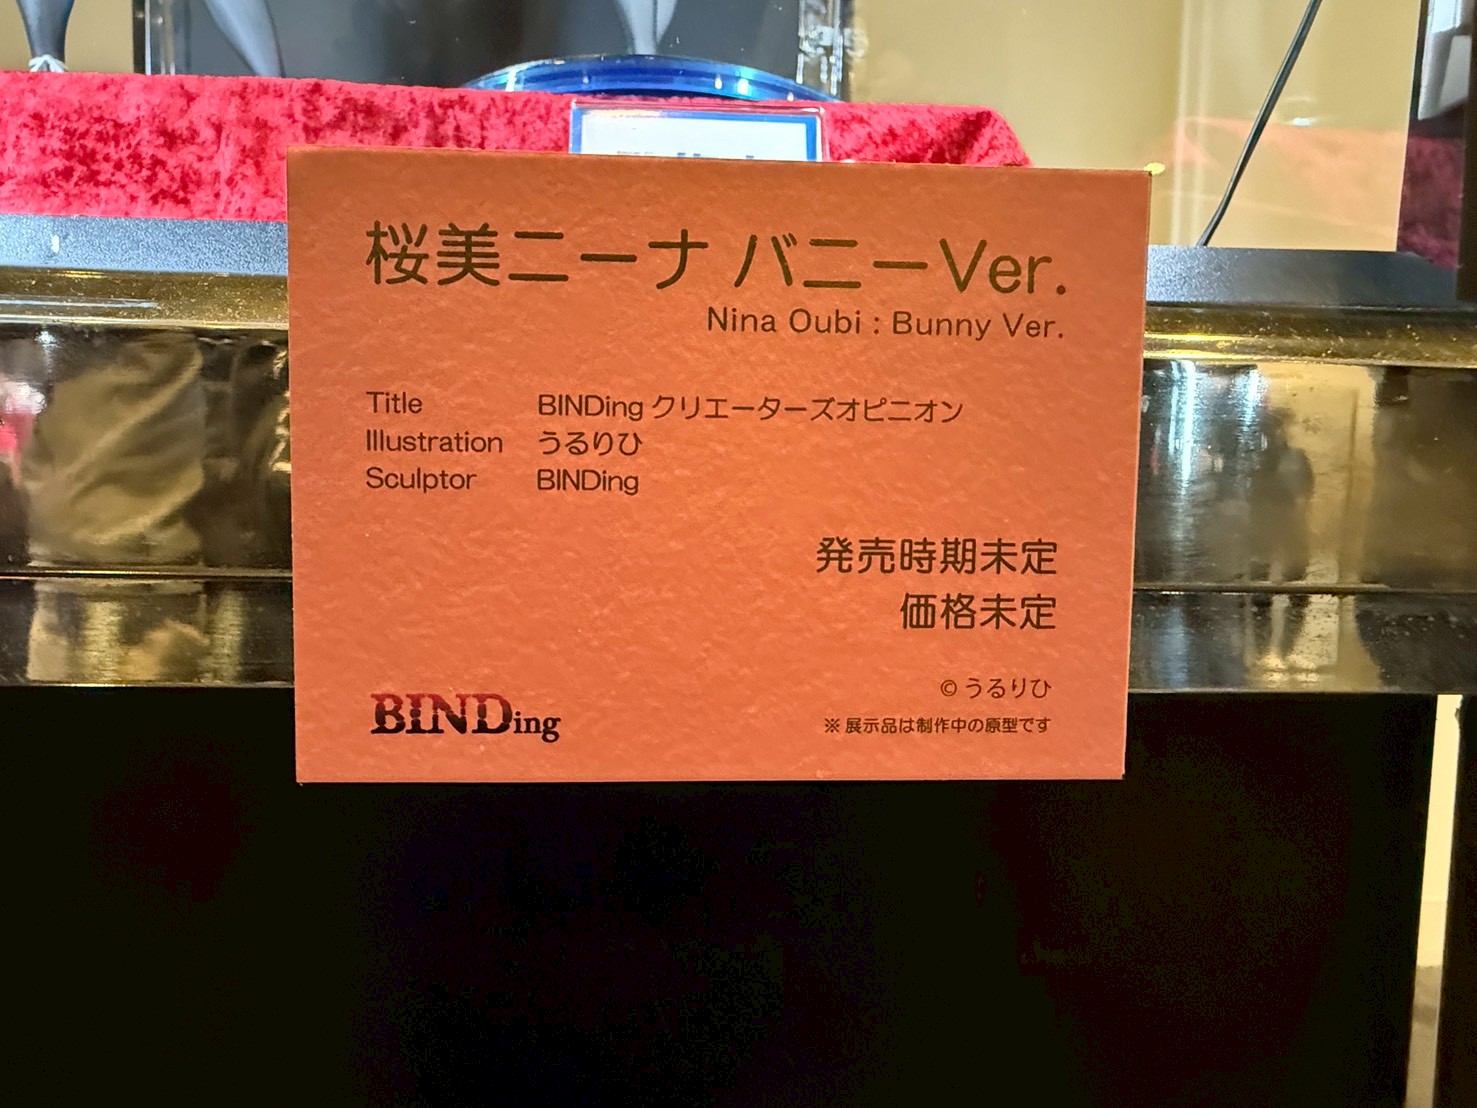 桜美ニーナ バニーVer.
Nina Oubi : Bunny Ver.
Title BINDing クリエーターズオピニオン
Illustration うるりひ
Sculptor BINDing
発売時期未定
価格未定
© うるりひ
※ 展示品は制作中の原型です
BINDing